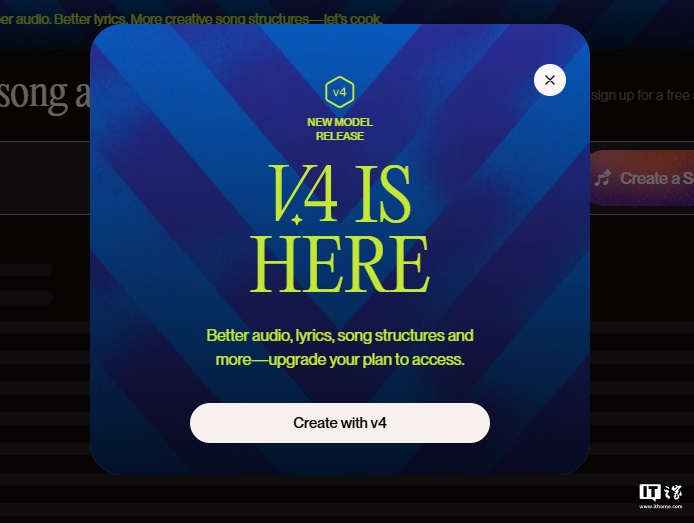 er audio. Better lyrics. More creative song structures—let's cook.
song a
sign up for a free
Create a S
v4
NEW MODEL
RELEASE
V4 IS
HERE
Better audio, lyrics, song structures and
more—upgrade your plan to access.
Create with v4
IT之家
www.ithome.com